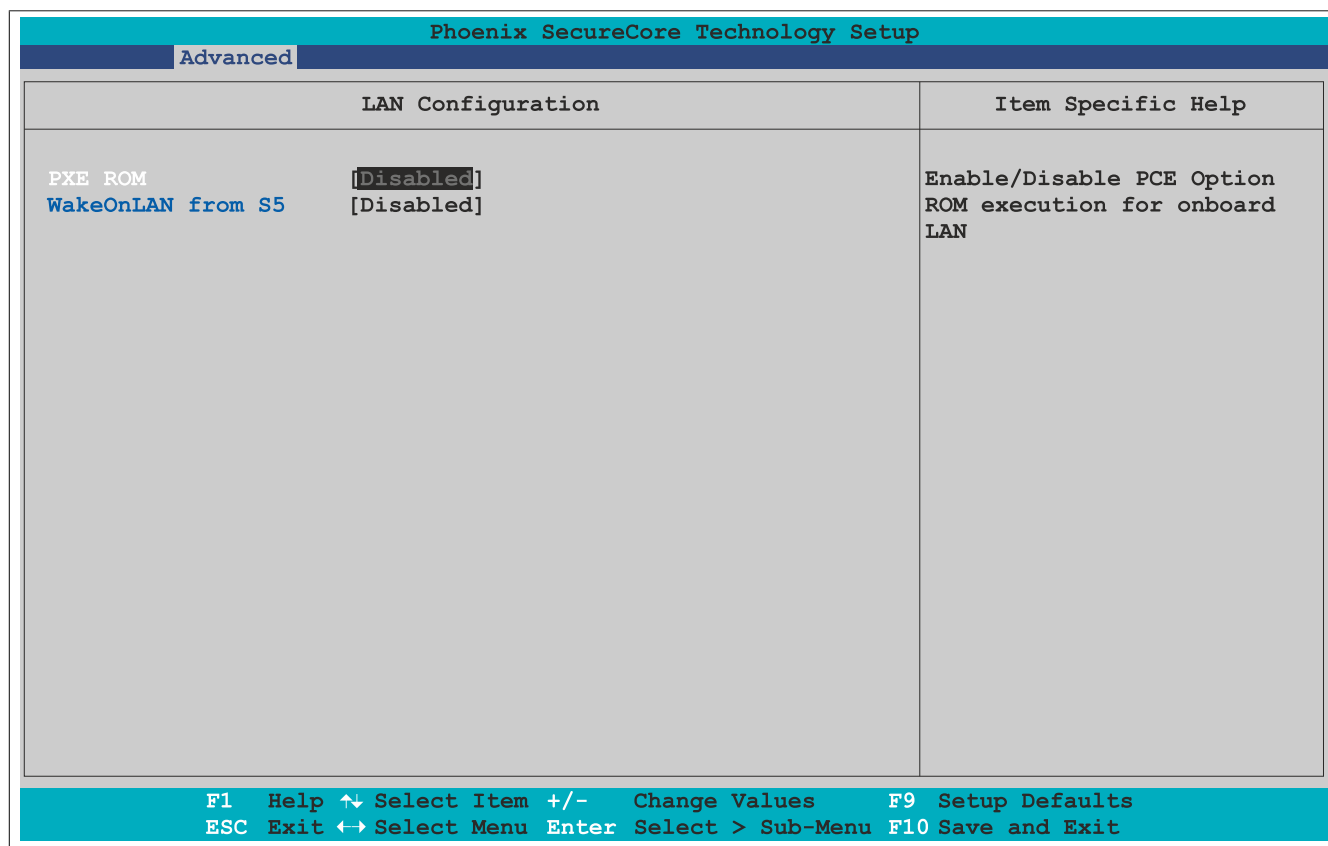 Phoenix SecureCore Technology Setup
Advanced
LAN Configuration
Item Specific Help
PXE ROM [Disabled]
WakeOnLAN from S5 [Disabled]
Enable/Disable PCE Option
ROM execution for onboard
LAN
F1 Help ↑↓ Select Item +/- Change Values F9 Setup Defaults
ESC Exit ←→ Select Menu Enter Select > Sub-Menu F10 Save and Exit